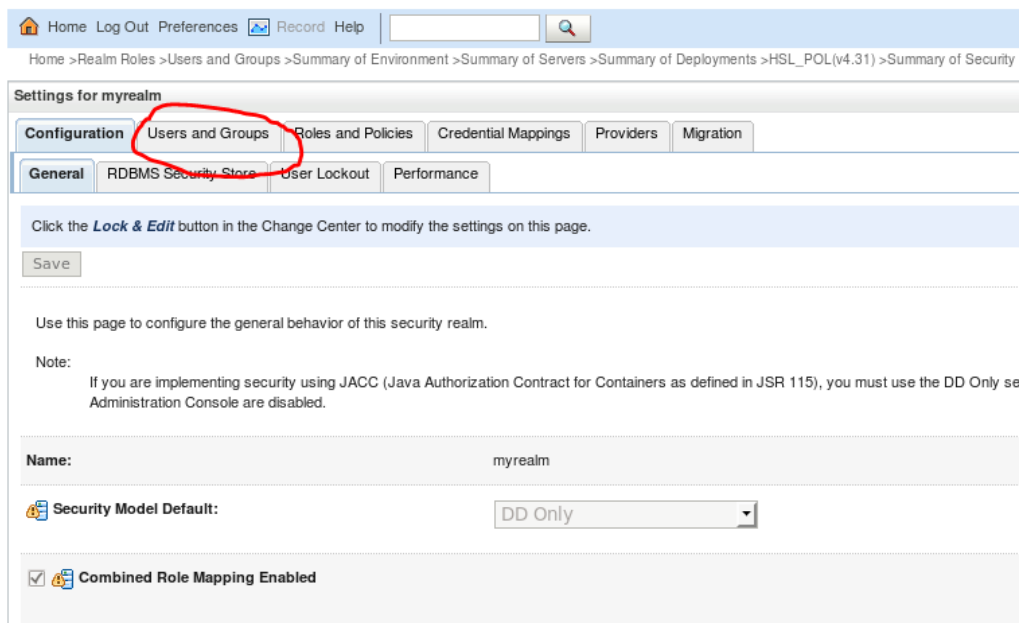 Home Log Out Preferences Record Help
Home >Realm Roles >Users and Groups >Summary of Environment >Summary of Servers >Summary of Deployments >HSL_POL(v4.31) >Summary of Security
Settings for myrealm
Configuration Users and Groups Roles and Policies Credential Mappings Providers Migration
General RDBMS Security Store User Lockout Performance
Click the Lock & Edit button in the Change Center to modify the settings on this page.
Save
Use this page to configure the general behavior of this security realm.
Note:
If you are implementing security using JACC (Java Authorization Contract for Containers as defined in JSR 115), you must use the DD Only se
Administration Console are disabled.
Name: myrealm
Security Model Default: DD Only
Combined Role Mapping Enabled